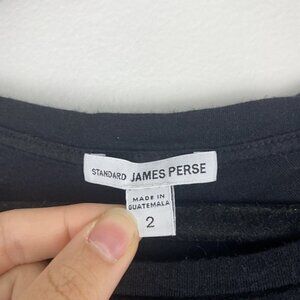 STANDARD JAMES PERSE
MADE IN
GUATEMALA
2